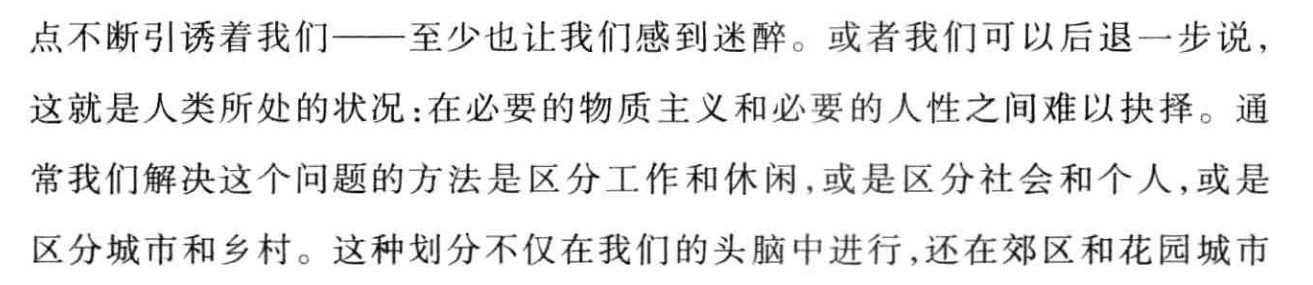 点不断引诱着我们——至少也让我们感到迷醉。或者我们可以后退一步说,
这就是人类所处的状况:在必要的物质主义和必要的人性之间难以抉择。通
常我们解决这个问题的方法是区分工作和休闲,或是区分社会和个人,或是
区分城市和乡村。这种划分不仅在我们的头脑中进行,还在郊区和花园城市